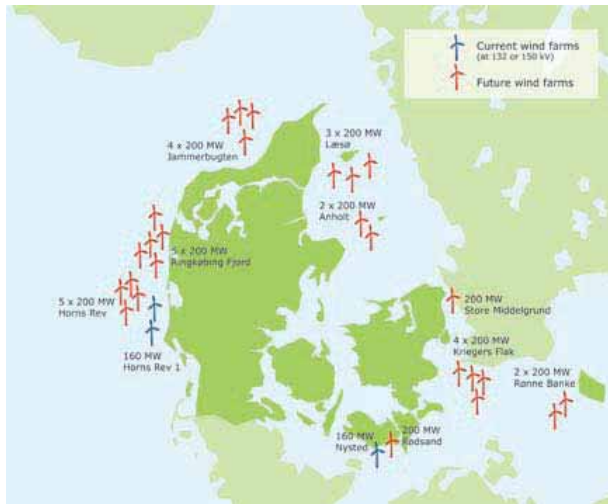 Current wind farms
(at 132 or 150 kv)
Future wind farms
4 x 200 MW
Jammerbugten
3 x 200 MW
Læsø
2 x 200 MW
Anholt
5 x 200 MW
Ringkøbing Fjord
5 x 200 MW
Horns Rev
160 MW
Horns Rev 1
200 MW
Store Middelgrund
4 x 200 MW
Kriegers Flak
2 x 200 MW
Rønne Banke
160 MW
Nysted
200 MW
Rødsand